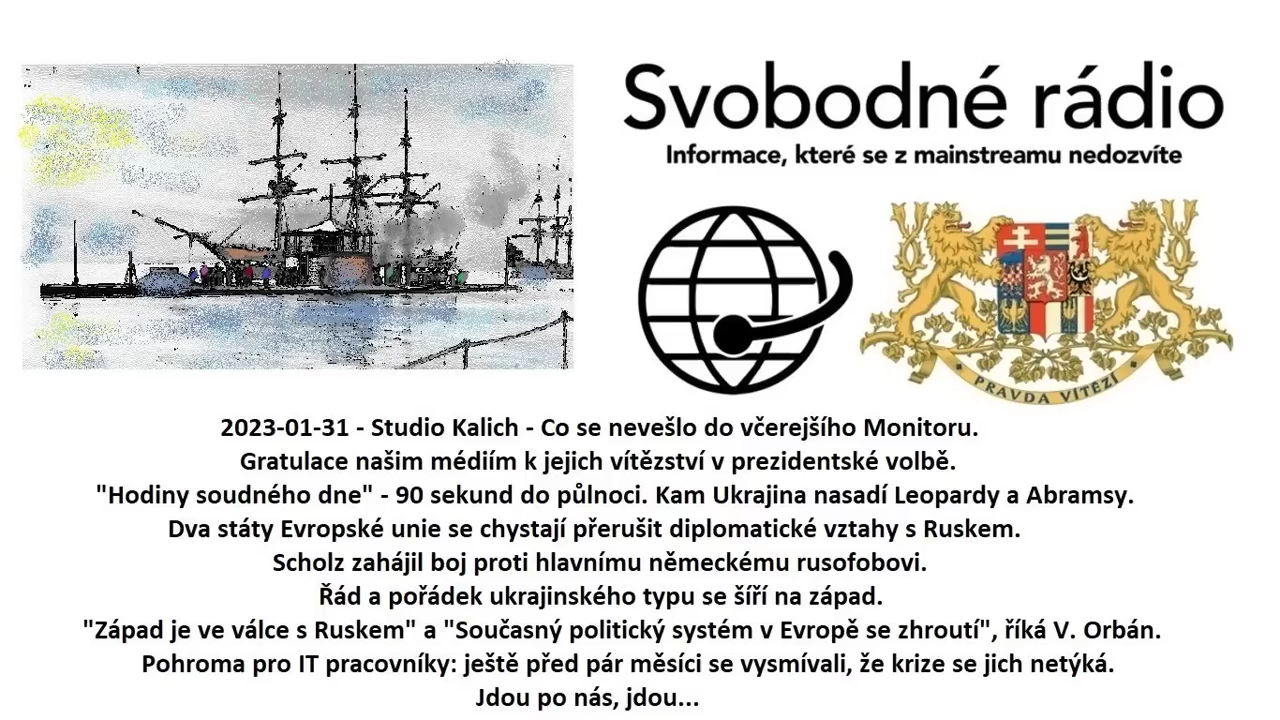 Svobodné rádio
Informace, které se z mainstreamu nedozvíte
PRAVDA VÍTĚZÍ
2023-01-31 - Studio Kalich - Co se nevešlo do včerejšího Monitoru.
Gratulace našim médiím k jejich vítězství v prezidentské volbě.
"Hodiny soudného dne" - 90 sekund do půlnoci. Kam Ukrajina nasadí Leopardy a Abramsy.
Dva státy Evropské unie se chystají přerušit diplomatické vztahy s Ruskem.
Scholz zahájil boj proti hlavnímu německému rusofobovi.
Řád a pořádek ukrajinského typu se šíří na západ.
"Západ je ve válce s Ruskem" a "Současný politický systém v Evropě se zhroutí", říká V. Orbán.
Pohroma pro IT pracovníky: ještě před pár měsíci se vysmívali, že krize se jich netýká.
Jdou po nás, jdou...